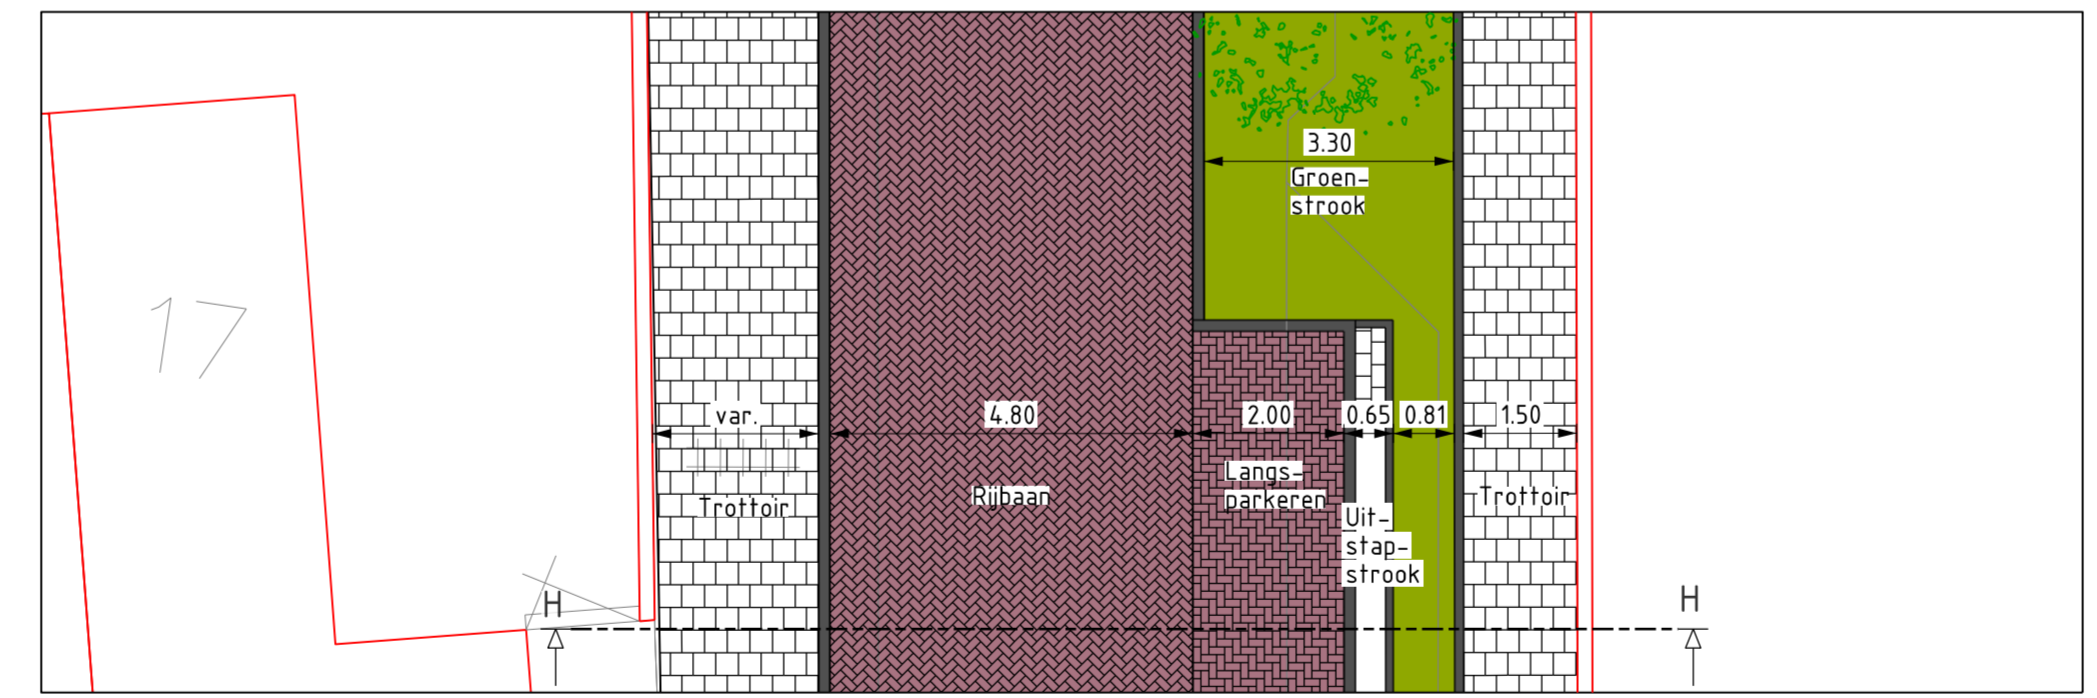 3.30
Groen-
strook
17
var.
4.80
2.00
0.65
0.81
1.50
Trottoir
Rijbaan
Langs-
parkeren
Uit-
stap-
strook
Trottoir
H
H